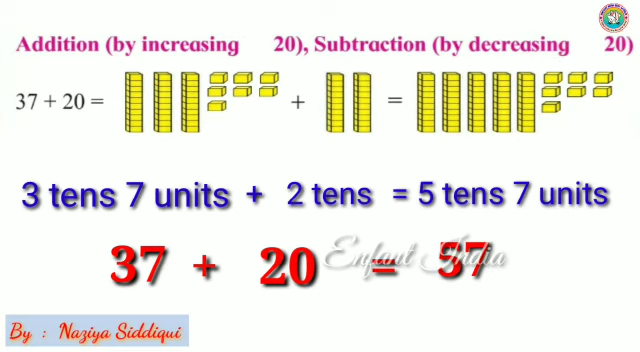 Addition (by increasing 20), Subtraction (by decreasing 20)
37 + 20 = + =
3 tens 7 units + 2 tens = 5 tens 7 units
37 + 20 = 57
Enfant India
By : Naziya Siddiqui